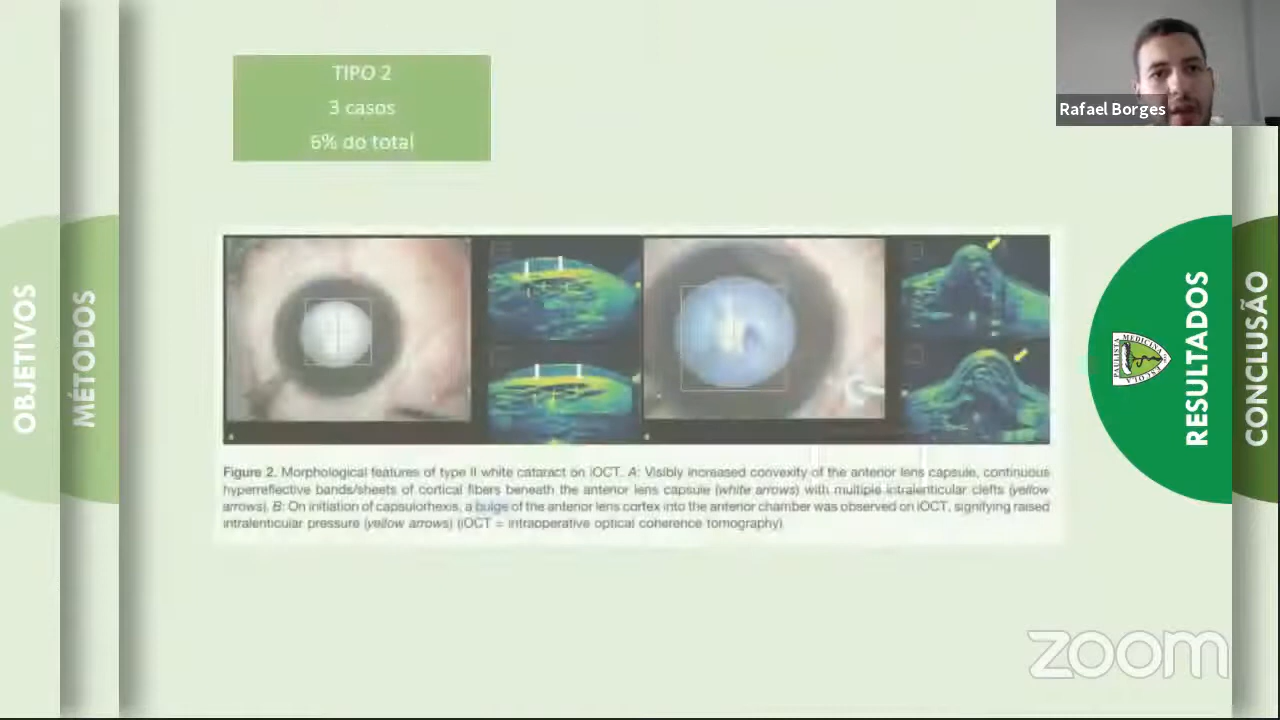 TIPO 2
3 casos
6% do total
Rafael Borges
OBJETIVOS
MÉTODOS
RESULTADOS
CONCLUSÃO
ESCOLA PAULISTA MEDICINA
Figure 2. Morphological features of type II white cataract on iOCT. A: Visibly increased convexity of the anterior lens capsule, continuous
hyperreflective bands/sheets of cortical fibers beneath the anterior lens capsule (white arrows) with multiple intralenticular clefts (yellow
arrows). B: On initiation of capsulorhexis, a bulge of the anterior lens cortex into the anterior chamber was observed on iOCT, signifying raised
intralenticular pressure (yellow arrows) (iOCT = intraoperative optical coherence tomography).
zoom